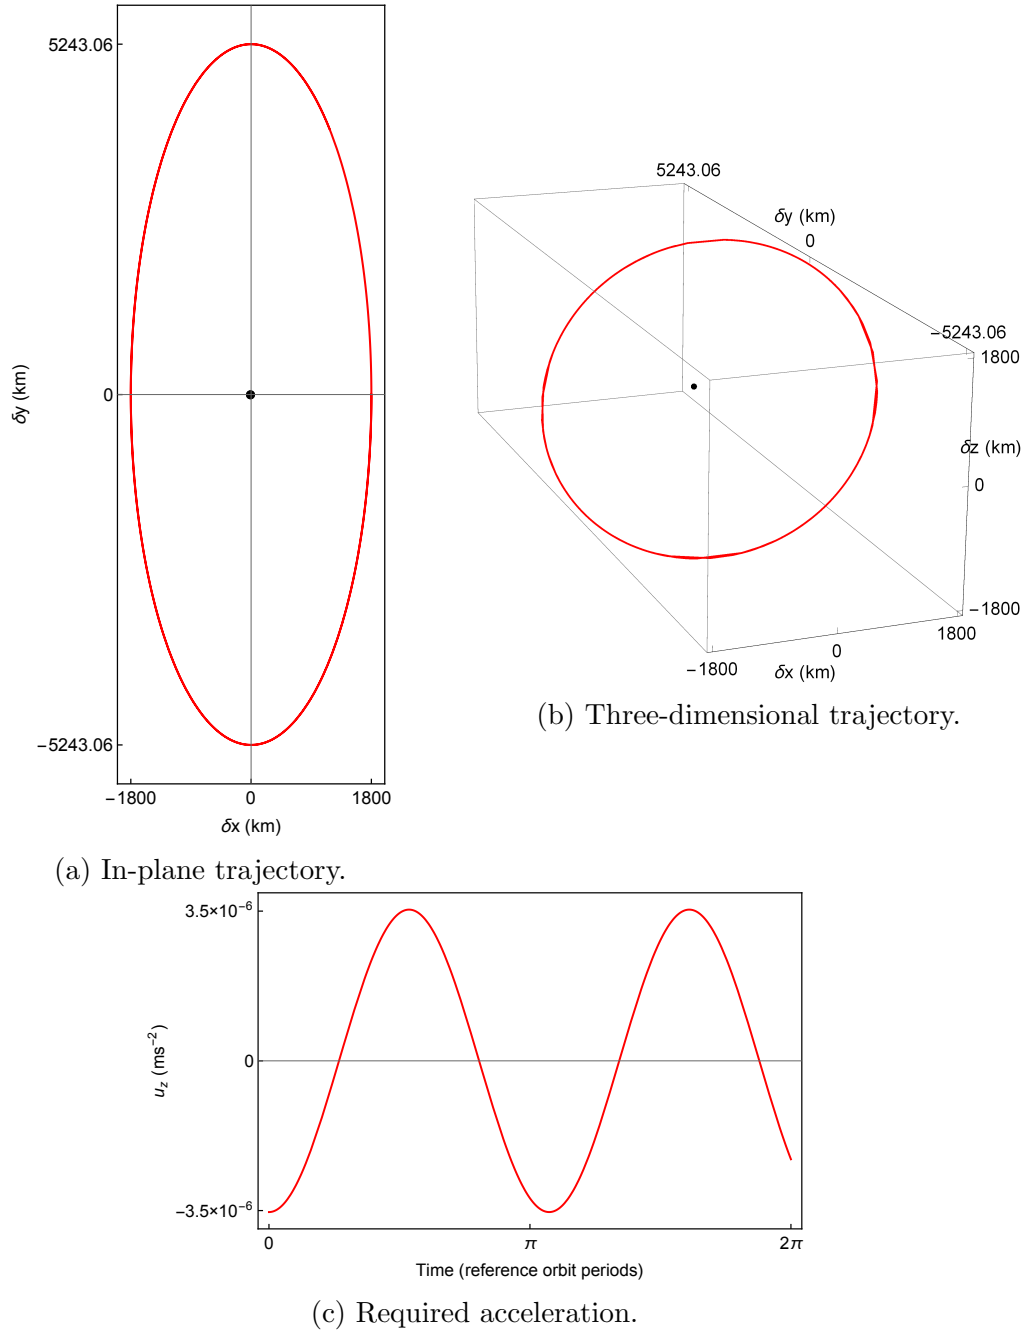 5243.06
0
−5243.06
δy (km)
−1800
0
1800
δx (km)
(a) In-plane trajectory.
5243.06
δy (km)
0
−5243.06
1800
δz (km)
0
−1800
1800
0
−1800
δx (km)
(b) Three-dimensional trajectory.
3.5×10⁻⁶
0
−3.5×10⁻⁶
u_z (ms⁻²)
0
π
2π
Time (reference orbit periods)
(c) Required acceleration.